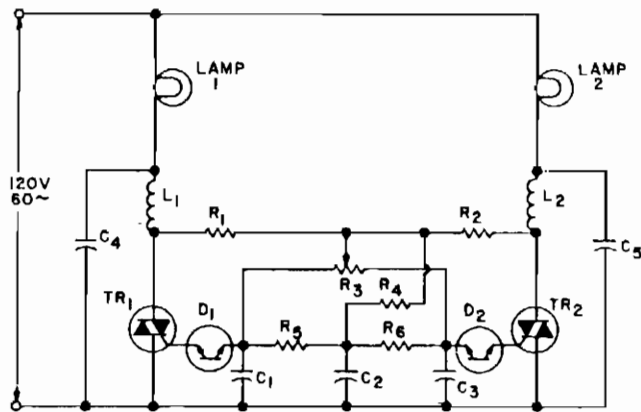 LAMP
1
LAMP
2
120V
60~
C4
L1
R1
R2
L2
C5
R3
R4
TR1
D1
R5
R6
D2
TR2
C1
C2
C3